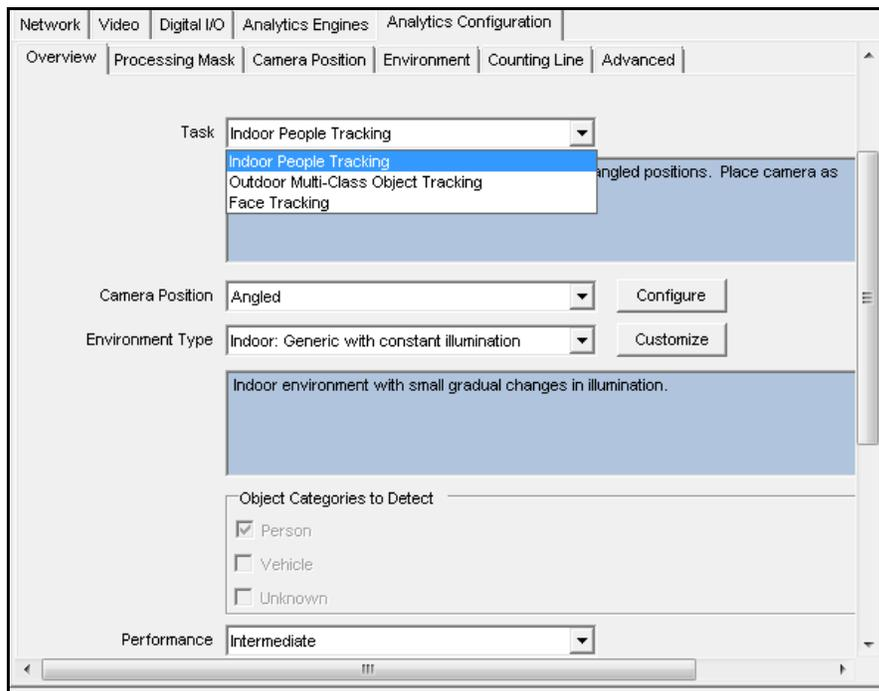 Network Video Digital I/O Analytics Engines Analytics Configuration
Overview Processing Mask Camera Position Environment Counting Line Advanced
Task Indoor People Tracking
Indoor People Tracking
angled positions. Place camera as
Outdoor Multi-Class Object Tracking
Face Tracking
Camera Position Angled Configure
Environment Type Indoor: Generic with constant illumination Customize
Indoor environment with small gradual changes in illumination.
Object Categories to Detect
Person
Vehicle
Unknown
Performance Intermediate